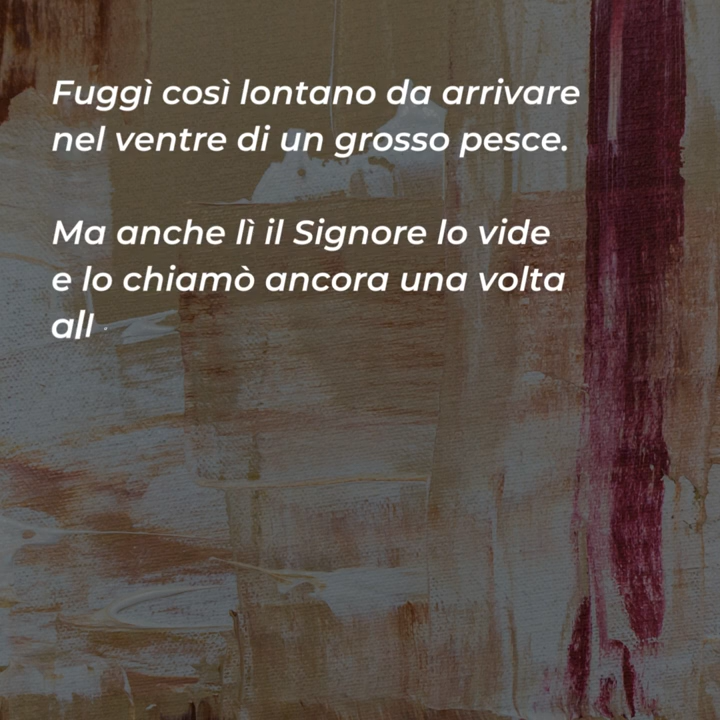 Fuggì così lontano da arrivare
nel ventre di un grosso pesce.
Ma anche lì il Signore lo vide
e lo chiamò ancora una volta
all